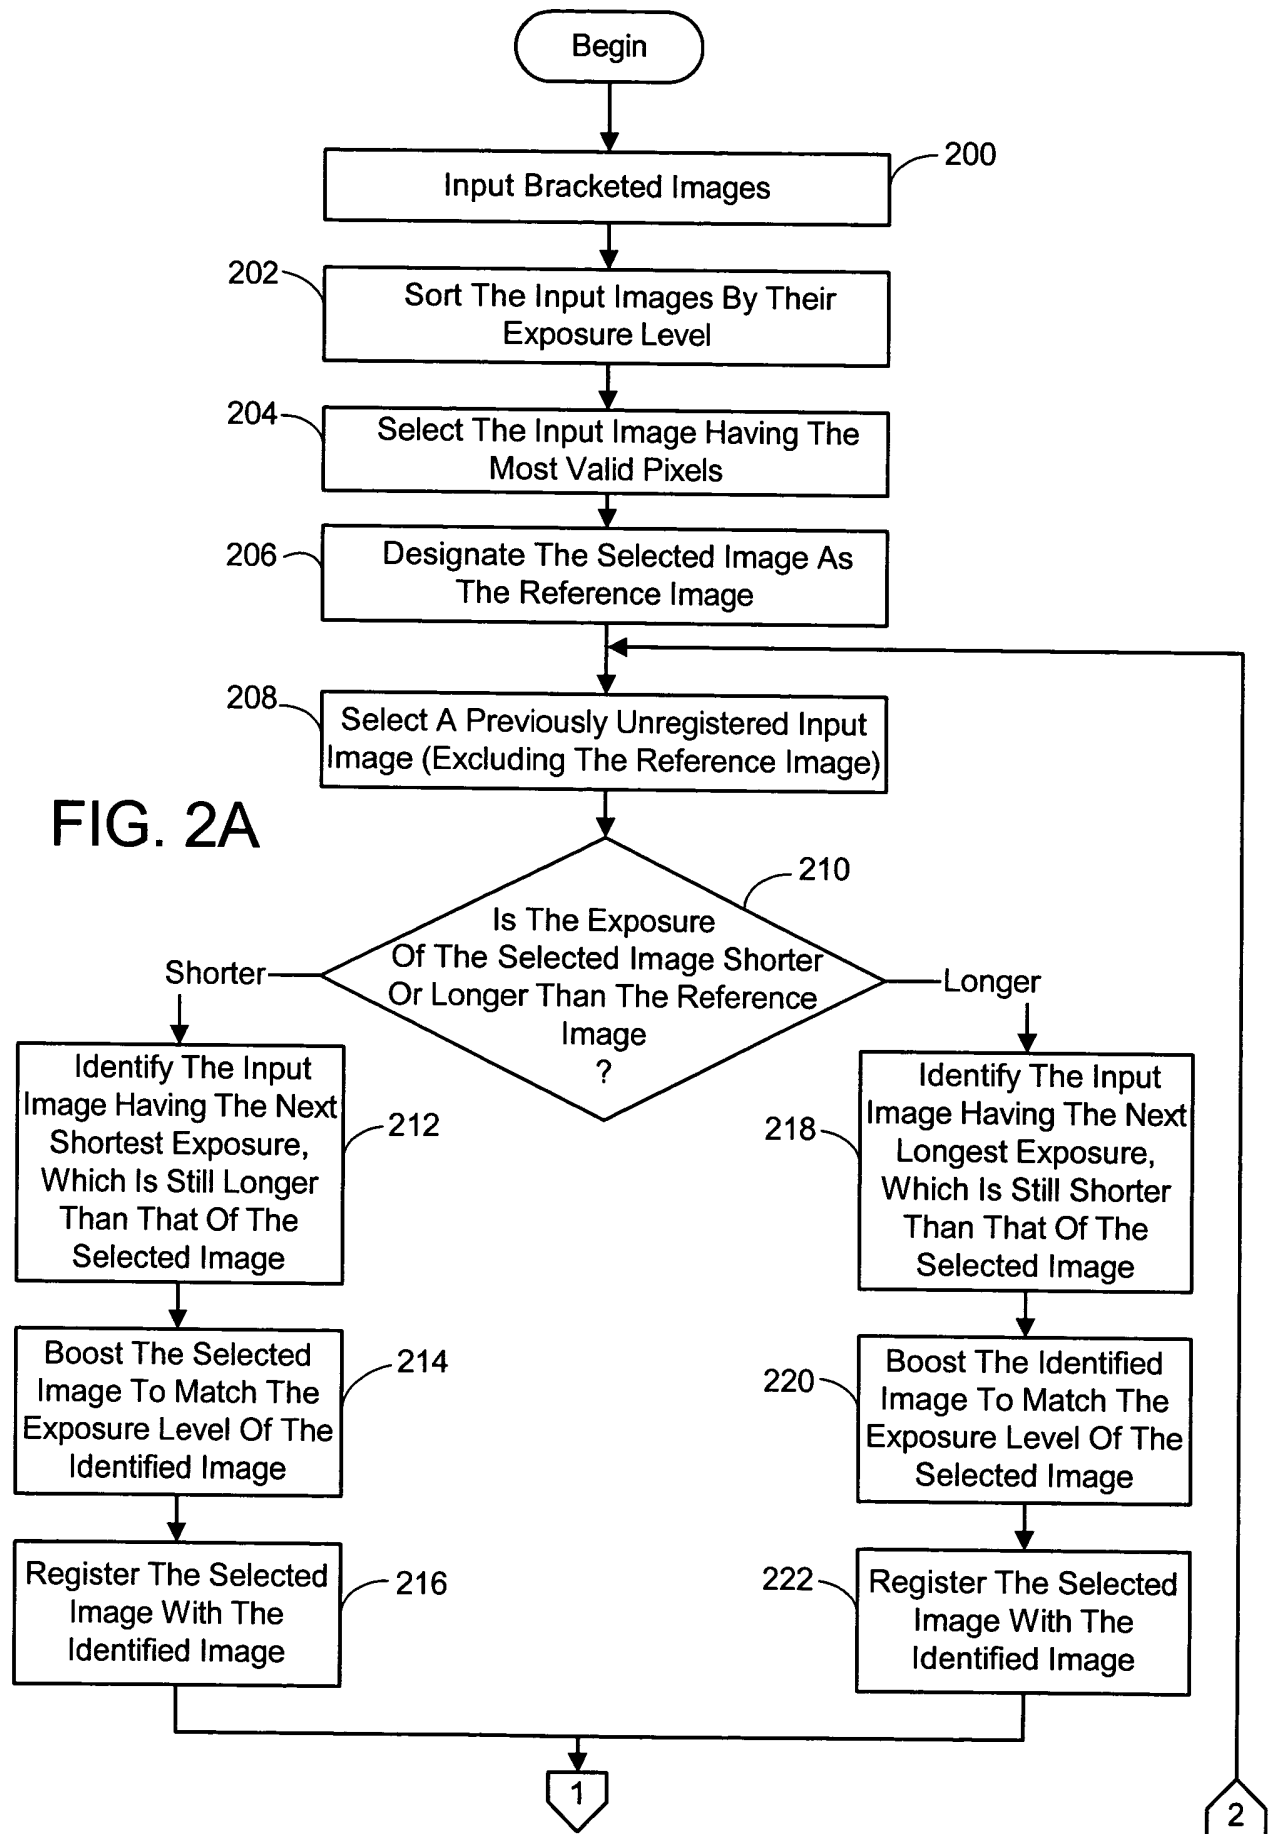 Begin
200
Input Bracketed Images
202
Sort The Input Images By Their
Exposure Level
204
Select The Input Image Having The
Most Valid Pixels
206
Designate The Selected Image As
The Reference Image
208
Select A Previously Unregistered Input
Image (Excluding The Reference Image)
FIG. 2A
210
Is The Exposure
Of The Selected Image Shorter
Or Longer Than The Reference
Image
?
Shorter
Longer
Identify The Input
Image Having The Next
Shortest Exposure,
Which Is Still Longer
Than That Of The
Selected Image
212
218
Identify The Input
Image Having The Next
Longest Exposure,
Which Is Still Shorter
Than That Of The
Selected Image
Boost The Selected
Image To Match The
Exposure Level Of The
Identified Image
214
220
Boost The Identified
Image To Match The
Exposure Level Of The
Selected Image
Register The Selected
Image With The
Identified Image
216
222
Register The Selected
Image With The
Identified Image
1
2